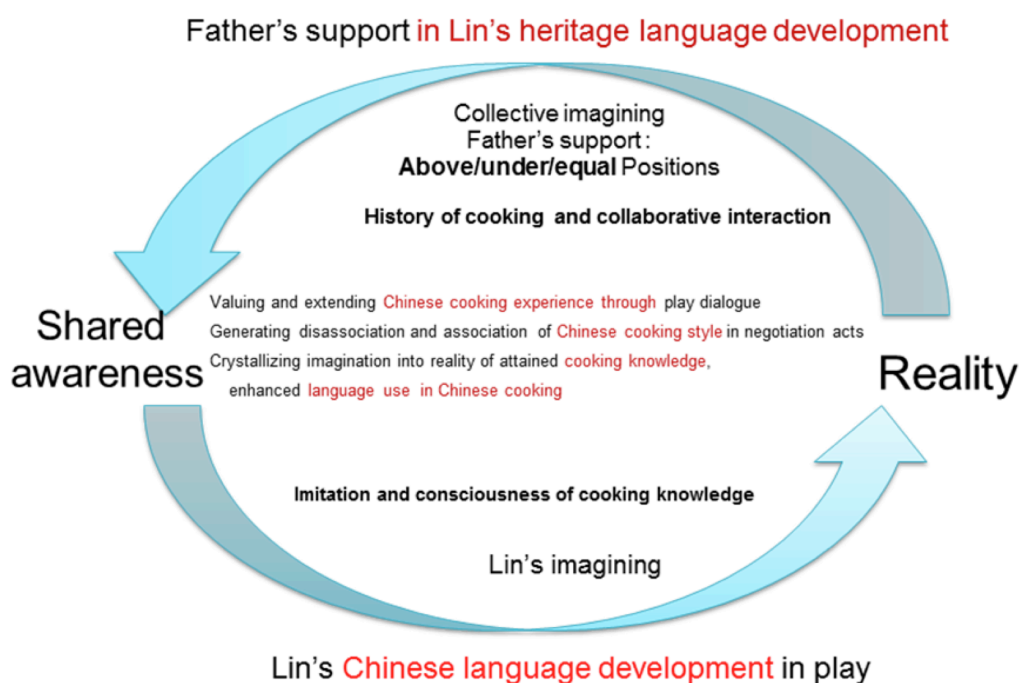 Father's support in Lin's heritage language development
Collective imagining
Father's support :
Above/under/equal Positions
History of cooking and collaborative interaction
Shared
awareness
Valuing and extending Chinese cooking experience through play dialogue
Generating disassociation and association of Chinese cooking style in negotiation acts
Crystallizing imagination into reality of attained cooking knowledge,
enhanced language use in Chinese cooking
Reality
Imitation and consciousness of cooking knowledge
Lin's imagining
Lin's Chinese language development in play